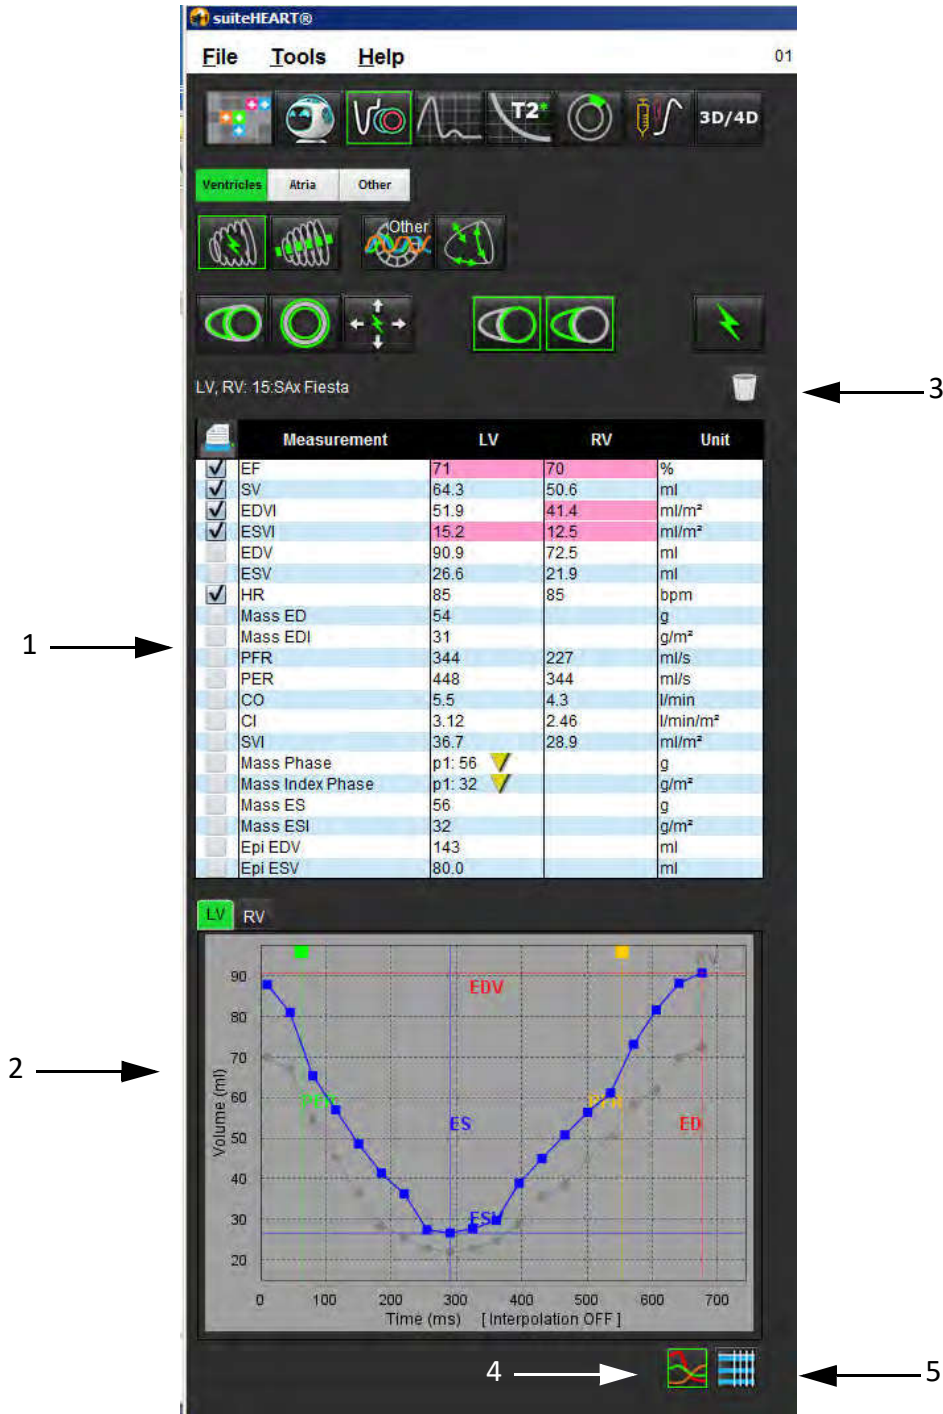 suiteHEART®
File Tools Help 01
T2* 3D/4D
Ventricles Atria Other
Other
LV, RV: 15:SAx Fiesta
3
Measurement LV RV Unit
EF 71 70 %
SV 64.3 50.6 ml
EDVI 51.9 41.4 ml/m²
ESVI 15.2 12.5 ml/m²
EDV 90.9 72.5 ml
ESV 26.6 21.9 ml
HR 85 85 bpm
Mass ED 54 g
1
Mass EDI 31 g/m²
PFR 344 227 ml/s
PER 448 344 ml/s
CO 5.5 4.3 l/min
CI 3.12 2.46 l/min/m²
SVI 36.7 28.9 ml/m²
Mass Phase p1: 56 g
Mass Index Phase p1: 32 g/m²
Mass ES 56 g
Mass ESI 32 g/m²
Epi EDV 143 ml
Epi ESV 80.0 ml
LV RV
90
EDV
80
2
70
60
50
40
30
20
Volume (ml)
PFR
ES
ED
ESV
0 100 200 300 400 500 600 700
Time (ms) [ Interpolation OFF ]
4
5